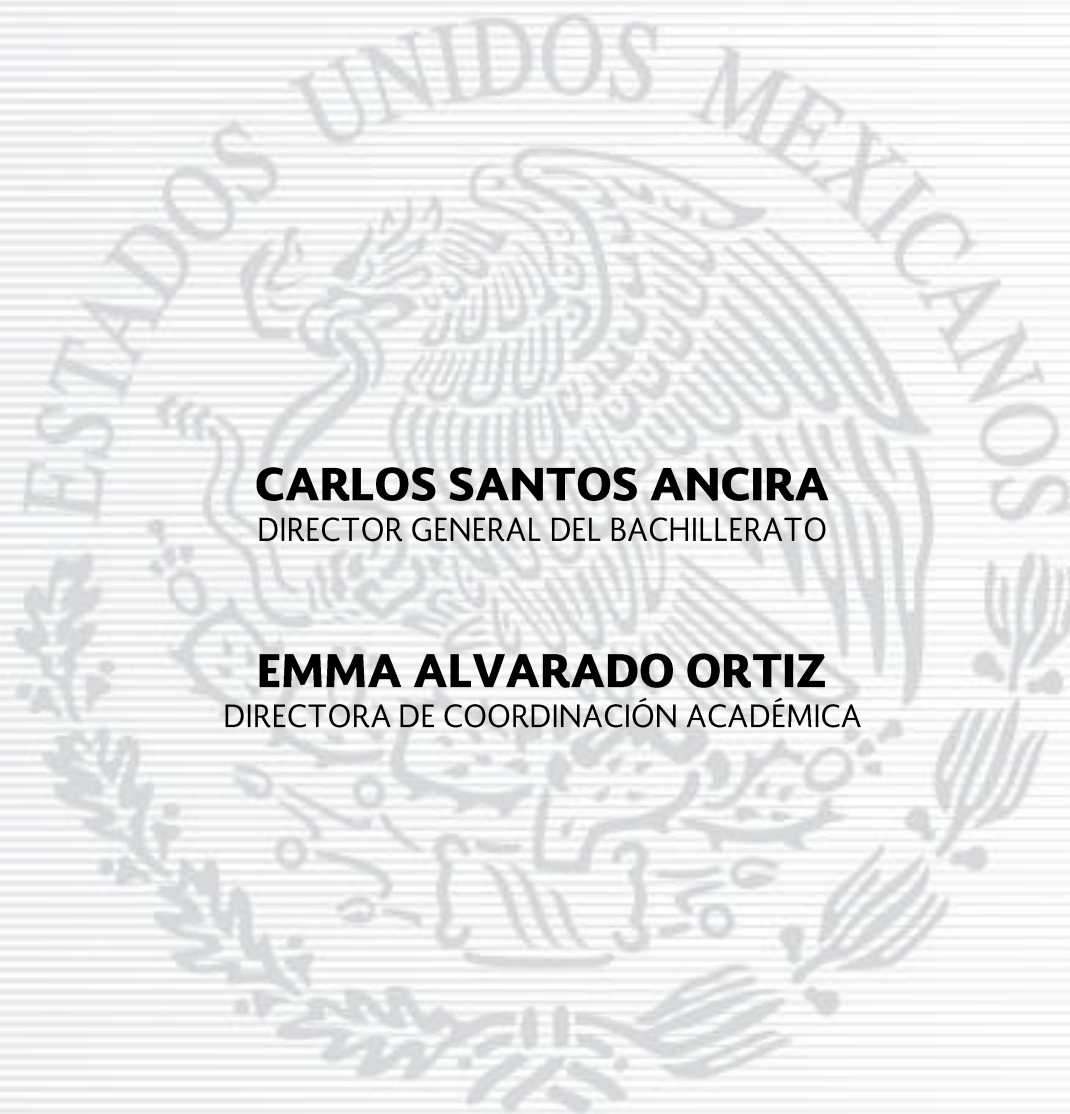 ESTADOS UNIDOS MEXICANOS
CARLOS SANTOS ANCIRA
DIRECTOR GENERAL DEL BACHILLERATO
EMMA ALVARADO ORTIZ
DIRECTORA DE COORDINACIÓN ACADÉMICA